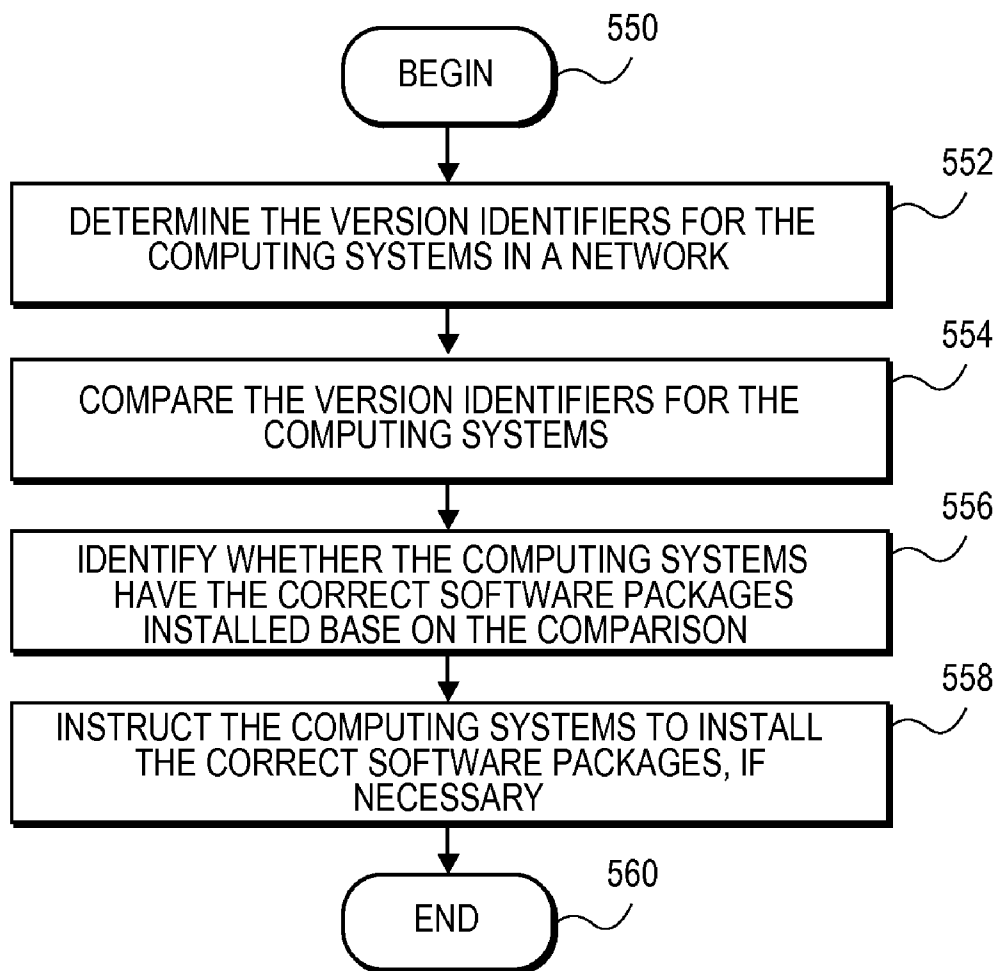 550
BEGIN
552
DETERMINE THE VERSION IDENTIFIERS FOR THE
COMPUTING SYSTEMS IN A NETWORK
554
COMPARE THE VERSION IDENTIFIERS FOR THE
COMPUTING SYSTEMS
556
IDENTIFY WHETHER THE COMPUTING SYSTEMS
HAVE THE CORRECT SOFTWARE PACKAGES
INSTALLED BASE ON THE COMPARISON
558
INSTRUCT THE COMPUTING SYSTEMS TO INSTALL
THE CORRECT SOFTWARE PACKAGES, IF
NECESSARY
560
END